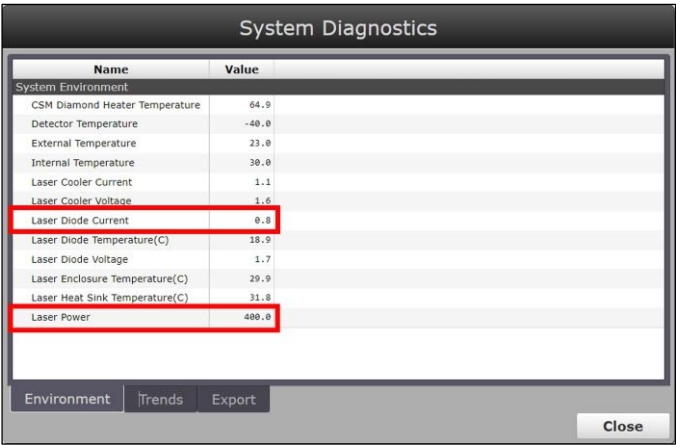 System Diagnostics
Name Value
System Environment
CSM Diamond Heater Temperature 64.9
Detector Temperature -40.0
External Temperature 23.0
Internal Temperature 30.0
Laser Cooler Current 1.1
Laser Cooler Voltage 1.6
Laser Diode Current 0.8
Laser Diode Temperature(C) 18.9
Laser Diode Voltage 1.7
Laser Enclosure Temperature(C) 29.9
Laser Heat Sink Temperature(C) 31.8
Laser Power 400.0
Environment Trends Export
Close